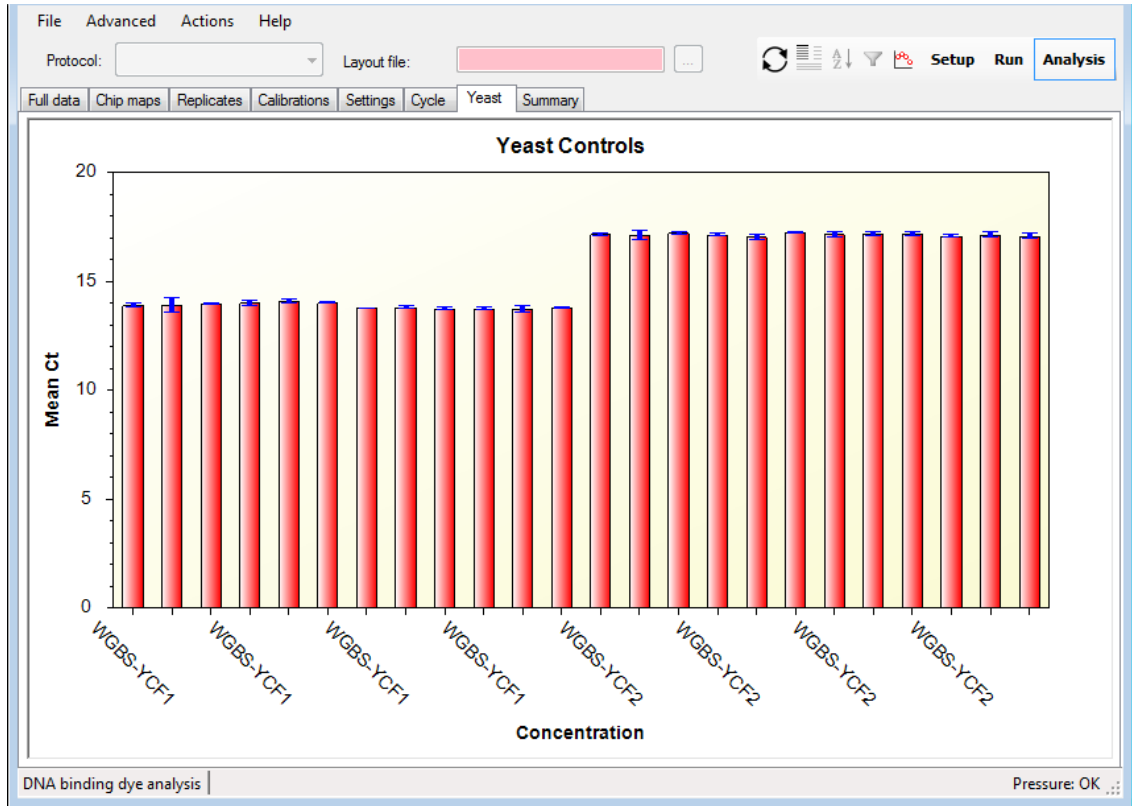 File Advanced Actions Help
Protocol: Layout file: ... A Z Setup Run Analysis
Full data Chip maps Replicates Calibrations Settings Cycle Yeast Summary
Yeast Controls
20
15
10
5
0
Mean Ct
WGBS-YCF1 WGBS-YCF1 WGBS-YCF1 WGBS-YCF1 WGBS-YCF2 WGBS-YCF2 WGBS-YCF2 WGBS-YCF2
Concentration
DNA binding dye analysis Pressure: OK